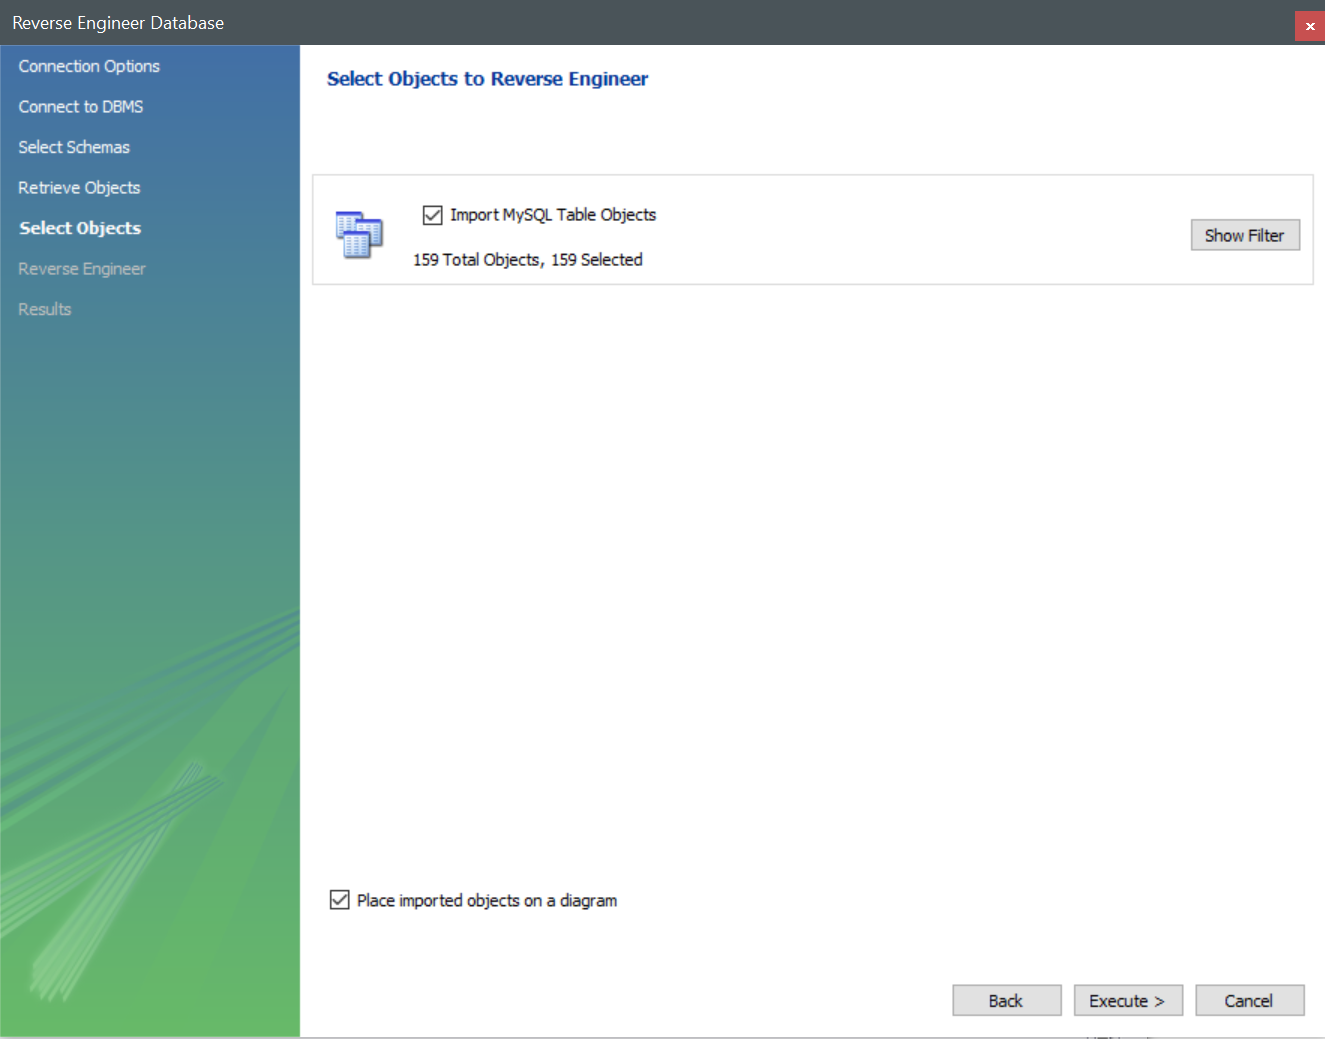 Reverse Engineer Database
Connection Options
Connect to DBMS
Select Schemas
Retrieve Objects
Select Objects
Reverse Engineer
Results
Select Objects to Reverse Engineer
Import MySQL Table Objects
159 Total Objects, 159 Selected
Show Filter
Place imported objects on a diagram
Back
Execute >
Cancel